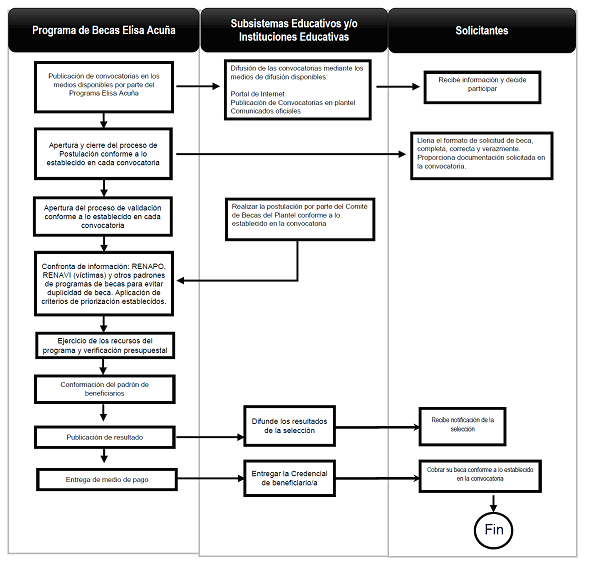 Programa de Becas Elisa Acuña
Subsistemas Educativos y/o
Instituciones Educativas
Solicitantes
Publicación de convocatorias en los
medios disponibles por parte del
Programa Elisa Acuña
Difusión de las convocatorias mediante los
medios de difusión disponibles:
Portal de Internet
Publicación de Convocatorias en plantel
Comunicados oficiales
Recibe información y decide
participar
Apertura y cierre del proceso de
Postulación conforme a lo
establecido en cada convocatoria
Llena el formato de solicitud de beca,
completa, correcta y verazmente.
Proporciona documentación solicitada en
la convocatoria.
Apertura del proceso de validación
conforme a lo establecido en cada
convocatoria
Realizar la postulación por parte del Comité
de Becas del Plantel conforme a lo
establecido en la convocatoria
Confronta de información: RENAPO,
RENAVI (víctimas) y otros padrones
de programas de becas para evitar
duplicidad de beca. Aplicación de
criterios de priorización establecidos.
Ejercicio de los recursos del
programa y verificación presupuestal
Conformación del padrón de
beneficiarios
Publicación de resultado
Difunde los resultados
de la selección
Recibe notificación de la
selección
Entrega de medio de pago
Entregar la Credencial
de beneficiario/a
Cobrar su beca conforme a lo establecido
en la convocatoria
Fin